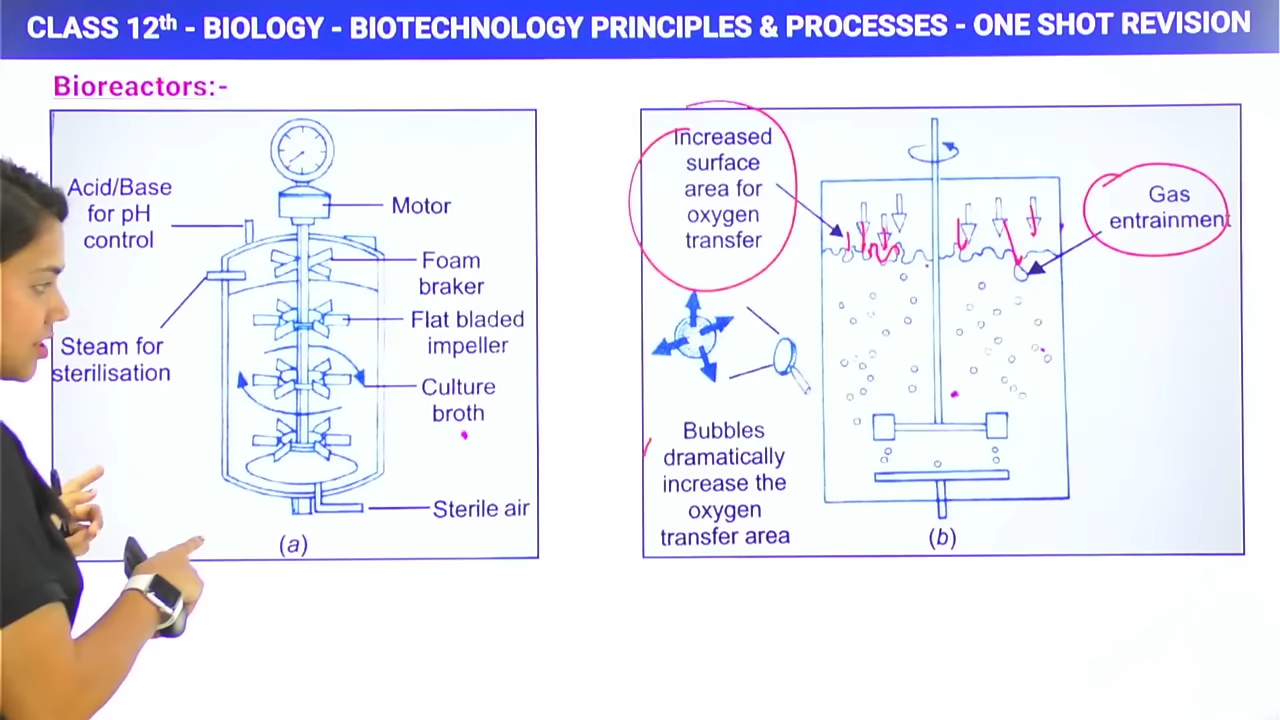 CLASS 12th - BIOLOGY - BIOTECHNOLOGY PRINCIPLES & PROCESSES - ONE SHOT REVISION
Bioreactors:-
Acid/Base
for pH
control
Steam for
sterilisation
Motor
Foam
braker
Flat bladed
impeller
Culture
broth
Sterile air
(a)
Increased
surface
area for
oxygen
transfer
Gas
entrainment
Bubbles
dramatically
increase the
oxygen
transfer area
(b)